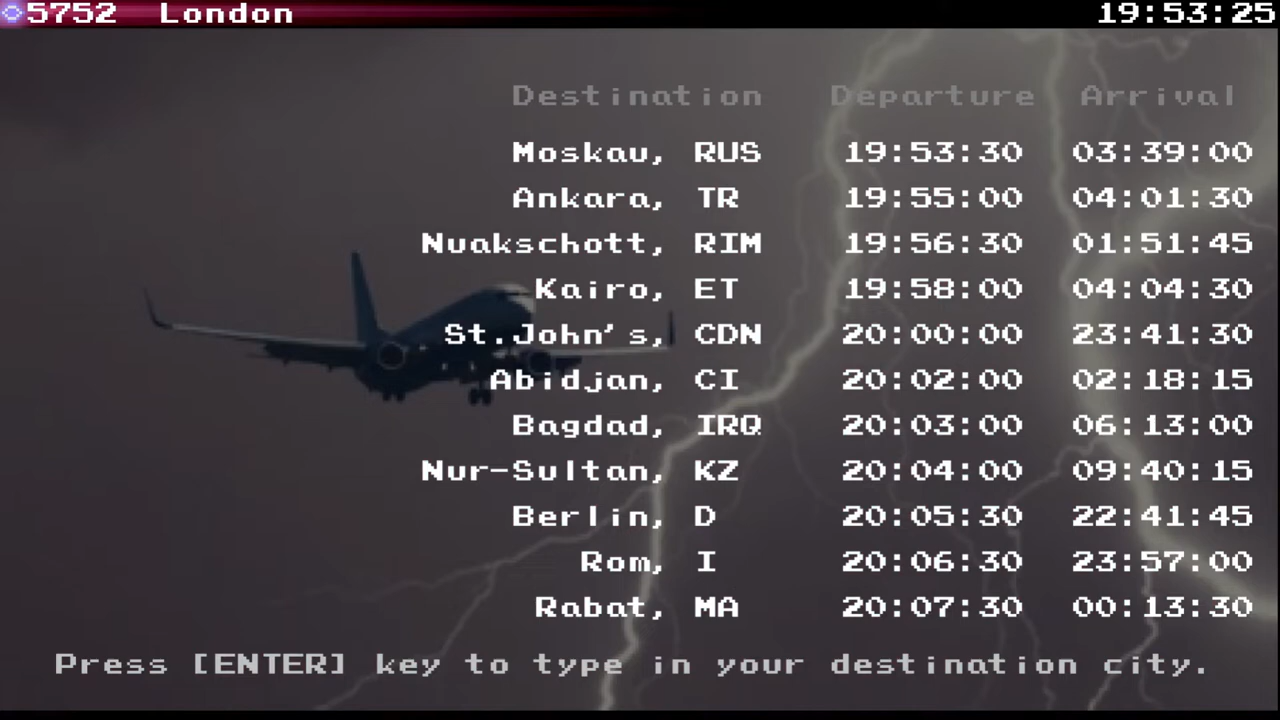 5752 London 19:53:25
Destination Departure Arrival
Moskau, RUS 19:53:30 03:39:00
Ankara, TR 19:55:00 04:01:30
Nuakschott, RIM 19:56:30 01:51:45
Kairo, ET 19:58:00 04:04:30
St.John's, CDN 20:00:00 23:41:30
Abidjan, CI 20:02:00 02:18:15
Bagdad, IRQ 20:03:00 06:13:00
Nur-Sultan, KZ 20:04:00 09:40:15
Berlin, D 20:05:30 22:41:45
Rom, I 20:06:30 23:57:00
Rabat, MA 20:07:30 00:13:30
Press [ENTER] key to type in your destination city.